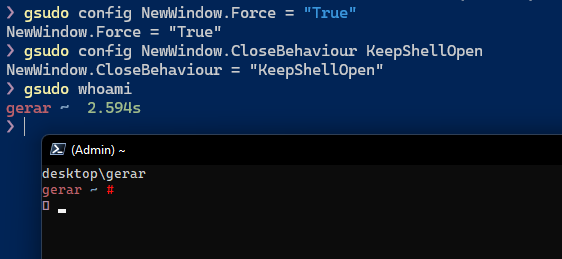 ❯ gsudo config NewWindow.Force = "True"
NewWindow.Force = "True"
❯ gsudo config NewWindow.CloseBehaviour KeepShellOpen
NewWindow.CloseBehaviour = "KeepShellOpen"
❯ gsudo whoami
gerar ~ 2.594s
❯
(Admin) ~
desktop\gerar
gerar ~ #
▯